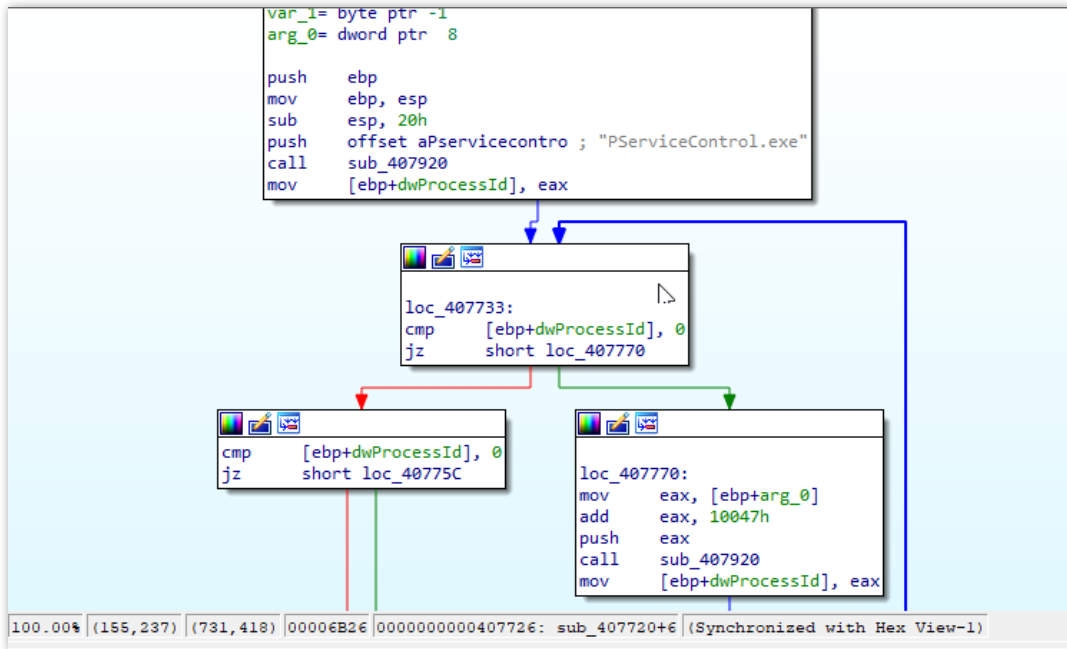 var_1= byte ptr -1
arg_0= dword ptr  8
push    ebp
mov     ebp, esp
sub     esp, 20h
push    offset aPservicecontro ; "PServiceControl.exe"
call    sub_407920
mov     [ebp+dwProcessId], eax
loc_407733:
cmp     [ebp+dwProcessId], 0
jz      short loc_407770
cmp     [ebp+dwProcessId], 0
jz      short loc_40775C
loc_407770:
mov     eax, [ebp+arg_0]
add     eax, 10047h
push    eax
call    sub_407920
mov     [ebp+dwProcessId], eax
100.00% (155,237) (731,418) 00006B26 0000000000407726: sub_407720+6 (Synchronized with Hex View-1)